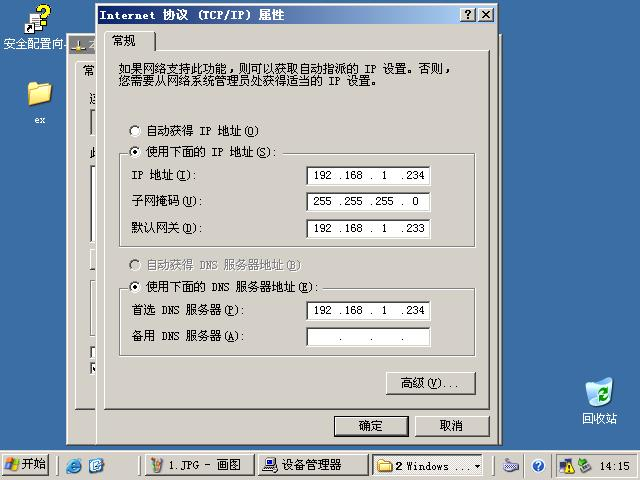 安全配置向
ex
Internet 协议 (TCP/IP) 属性
常规
如果网络支持此功能，则可以获取自动指派的 IP 设置。否则，
您需要从网络系统管理员处获得适当的 IP 设置。
自动获得 IP 地址(O)
使用下面的 IP 地址(S):
IP 地址(I): 192 .168 . 1 .234
子网掩码(U): 255 .255 .255 . 0
默认网关(D): 192 .168 . 1 .233
自动获得 DNS 服务器地址(B)
使用下面的 DNS 服务器地址(E):
首选 DNS 服务器(P): 192 .168 . 1 .234
备用 DNS 服务器(A): . . .
高级(V)...
确定 取消
回收站
开始 1.JPG - 画图 设备管理器 2 Windows ... 14:15